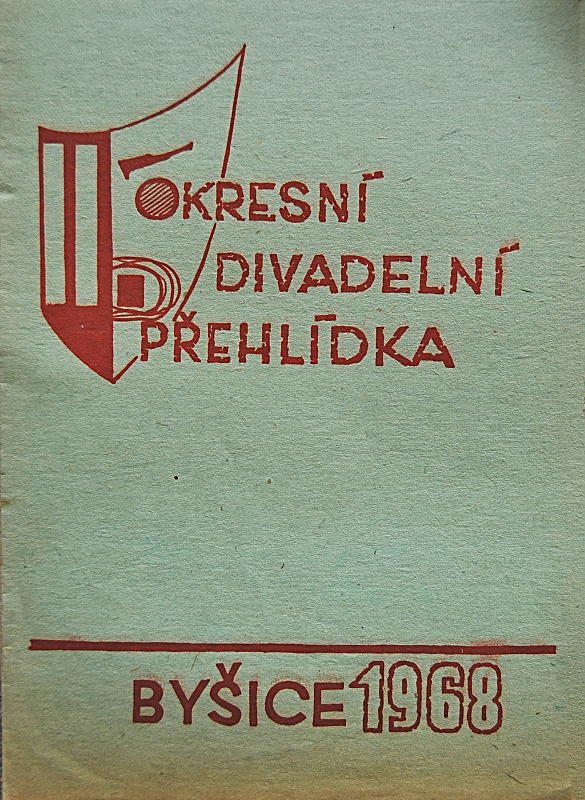 OKRESNÍ
DIVADELNÍ
PŘEHLÍDKA
BYŠICE 1968